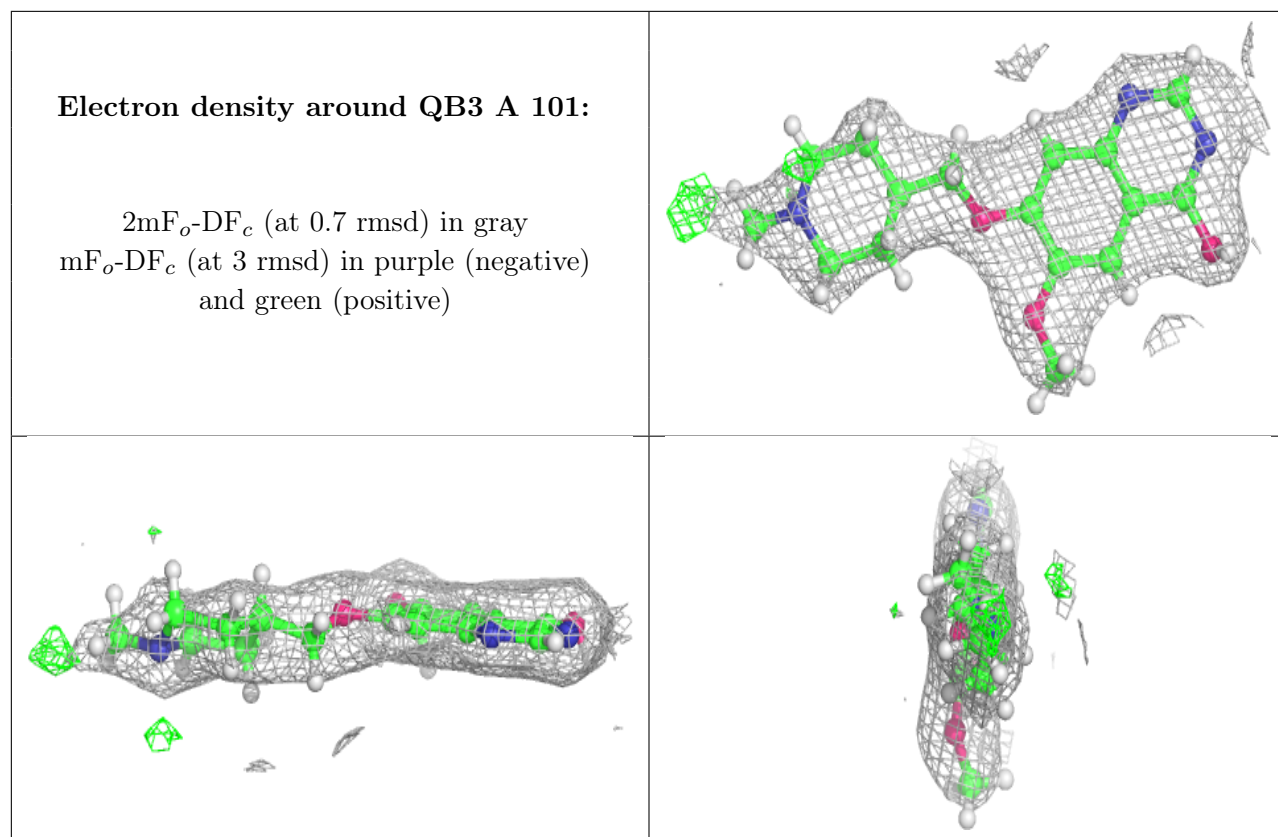 Electron density around QB3 A 101:
2mFo-DFc (at 0.7 rmsd) in gray
mFo-DFc (at 3 rmsd) in purple (negative)
and green (positive)